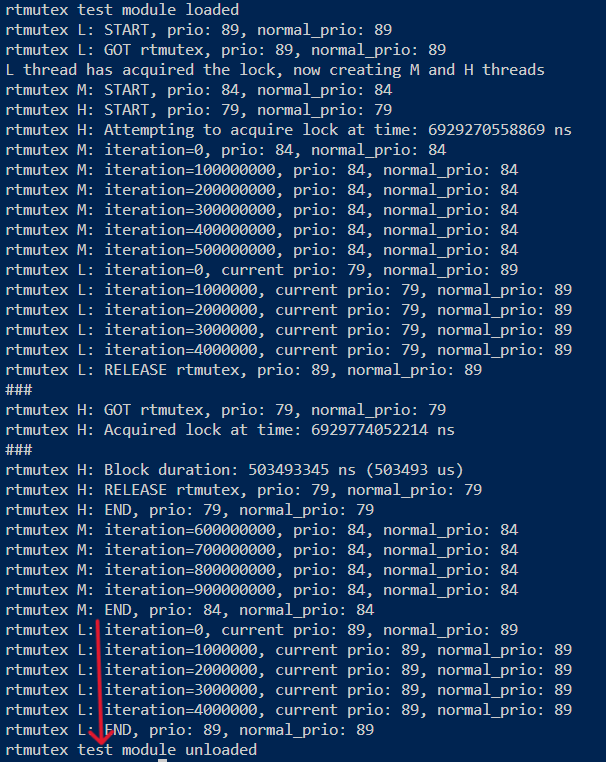 rtmutex test module loaded
rtmutex L: START, prio: 89, normal_prio: 89
rtmutex L: GOT rtmutex, prio: 89, normal_prio: 89
L thread has acquired the lock, now creating M and H threads
rtmutex M: START, prio: 84, normal_prio: 84
rtmutex H: START, prio: 79, normal_prio: 79
rtmutex H: Attempting to acquire lock at time: 6929270558869 ns
rtmutex M: iteration=0, prio: 84, normal_prio: 84
rtmutex M: iteration=100000000, prio: 84, normal_prio: 84
rtmutex M: iteration=200000000, prio: 84, normal_prio: 84
rtmutex M: iteration=300000000, prio: 84, normal_prio: 84
rtmutex M: iteration=400000000, prio: 84, normal_prio: 84
rtmutex M: iteration=500000000, prio: 84, normal_prio: 84
rtmutex L: iteration=0, current prio: 79, normal_prio: 89
rtmutex L: iteration=1000000, current prio: 79, normal_prio: 89
rtmutex L: iteration=2000000, current prio: 79, normal_prio: 89
rtmutex L: iteration=3000000, current prio: 79, normal_prio: 89
rtmutex L: iteration=4000000, current prio: 79, normal_prio: 89
rtmutex L: RELEASE rtmutex, prio: 89, normal_prio: 89
###
rtmutex H: GOT rtmutex, prio: 79, normal_prio: 79
rtmutex H: Acquired lock at time: 6929774052214 ns
###
rtmutex H: Block duration: 503493345 ns (503493 us)
rtmutex H: RELEASE rtmutex, prio: 79, normal_prio: 79
rtmutex H: END, prio: 79, normal_prio: 79
rtmutex M: iteration=600000000, prio: 84, normal_prio: 84
rtmutex M: iteration=700000000, prio: 84, normal_prio: 84
rtmutex M: iteration=800000000, prio: 84, normal_prio: 84
rtmutex M: iteration=900000000, prio: 84, normal_prio: 84
rtmutex M: END, prio: 84, normal_prio: 84
rtmutex L: iteration=0, current prio: 89, normal_prio: 89
rtmutex L: iteration=1000000, current prio: 89, normal_prio: 89
rtmutex L: iteration=2000000, current prio: 89, normal_prio: 89
rtmutex L: iteration=3000000, current prio: 89, normal_prio: 89
rtmutex L: iteration=4000000, current prio: 89, normal_prio: 89
rtmutex L: END, prio: 89, normal_prio: 89
rtmutex test module unloaded